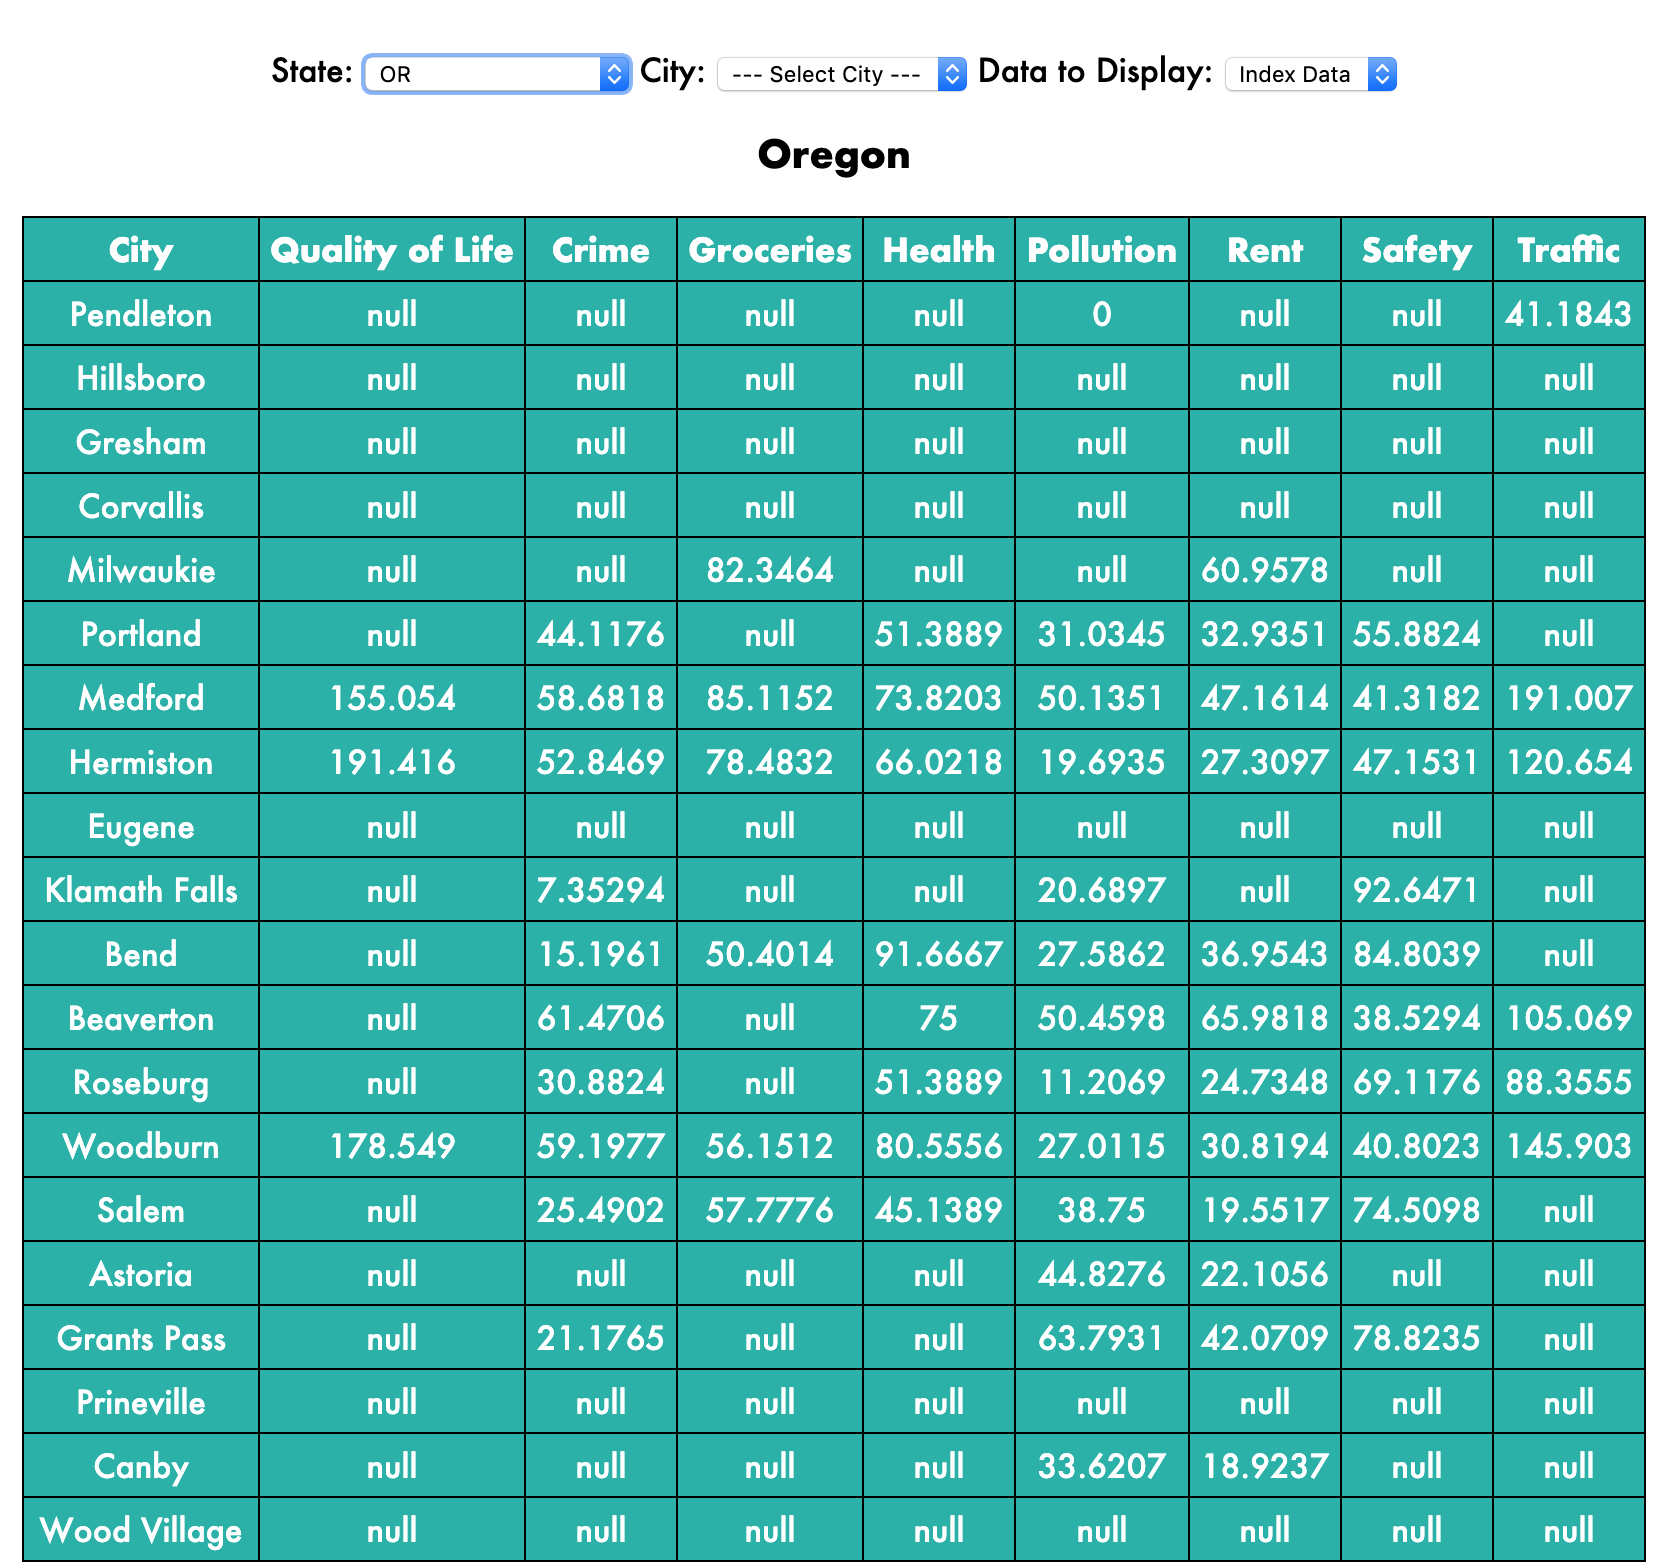 State: OR City: --- Select City --- Data to Display: Index Data
Oregon
City Quality of Life Crime Groceries Health Pollution Rent Safety Traffic
Pendleton null null null null 0 null null 41.1843
Hillsboro null null null null null null null null
Gresham null null null null null null null null
Corvallis null null null null null null null null
Milwaukie null null 82.3464 null null 60.9578 null null
Portland null 44.1176 null 51.3889 31.0345 32.9351 55.8824 null
Medford 155.054 58.6818 85.1152 73.8203 50.1351 47.1614 41.3182 191.007
Hermiston 191.416 52.8469 78.4832 66.0218 19.6935 27.3097 47.1531 120.654
Eugene null null null null null null null null
Klamath Falls null 7.35294 null null 20.6897 null 92.6471 null
Bend null 15.1961 50.4014 91.6667 27.5862 36.9543 84.8039 null
Beaverton null 61.4706 null 75 50.4598 65.9818 38.5294 105.069
Roseburg null 30.8824 null 51.3889 11.2069 24.7348 69.1176 88.3555
Woodburn 178.549 59.1977 56.1512 80.5556 27.0115 30.8194 40.8023 145.903
Salem null 25.4902 57.7776 45.1389 38.75 19.5517 74.5098 null
Astoria null null null null 44.8276 22.1056 null null
Grants Pass null 21.1765 null null 63.7931 42.0709 78.8235 null
Prineville null null null null null null null null
Canby null null null null 33.6207 18.9237 null null
Wood Village null null null null null null null null